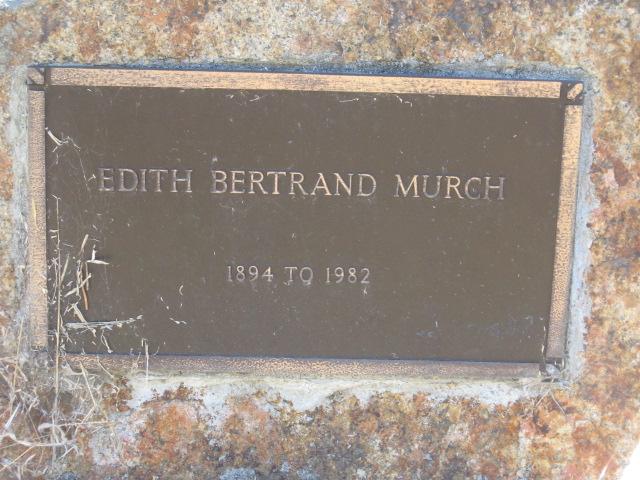 EDITH BERTRAND MURCH
1894 TO 1982